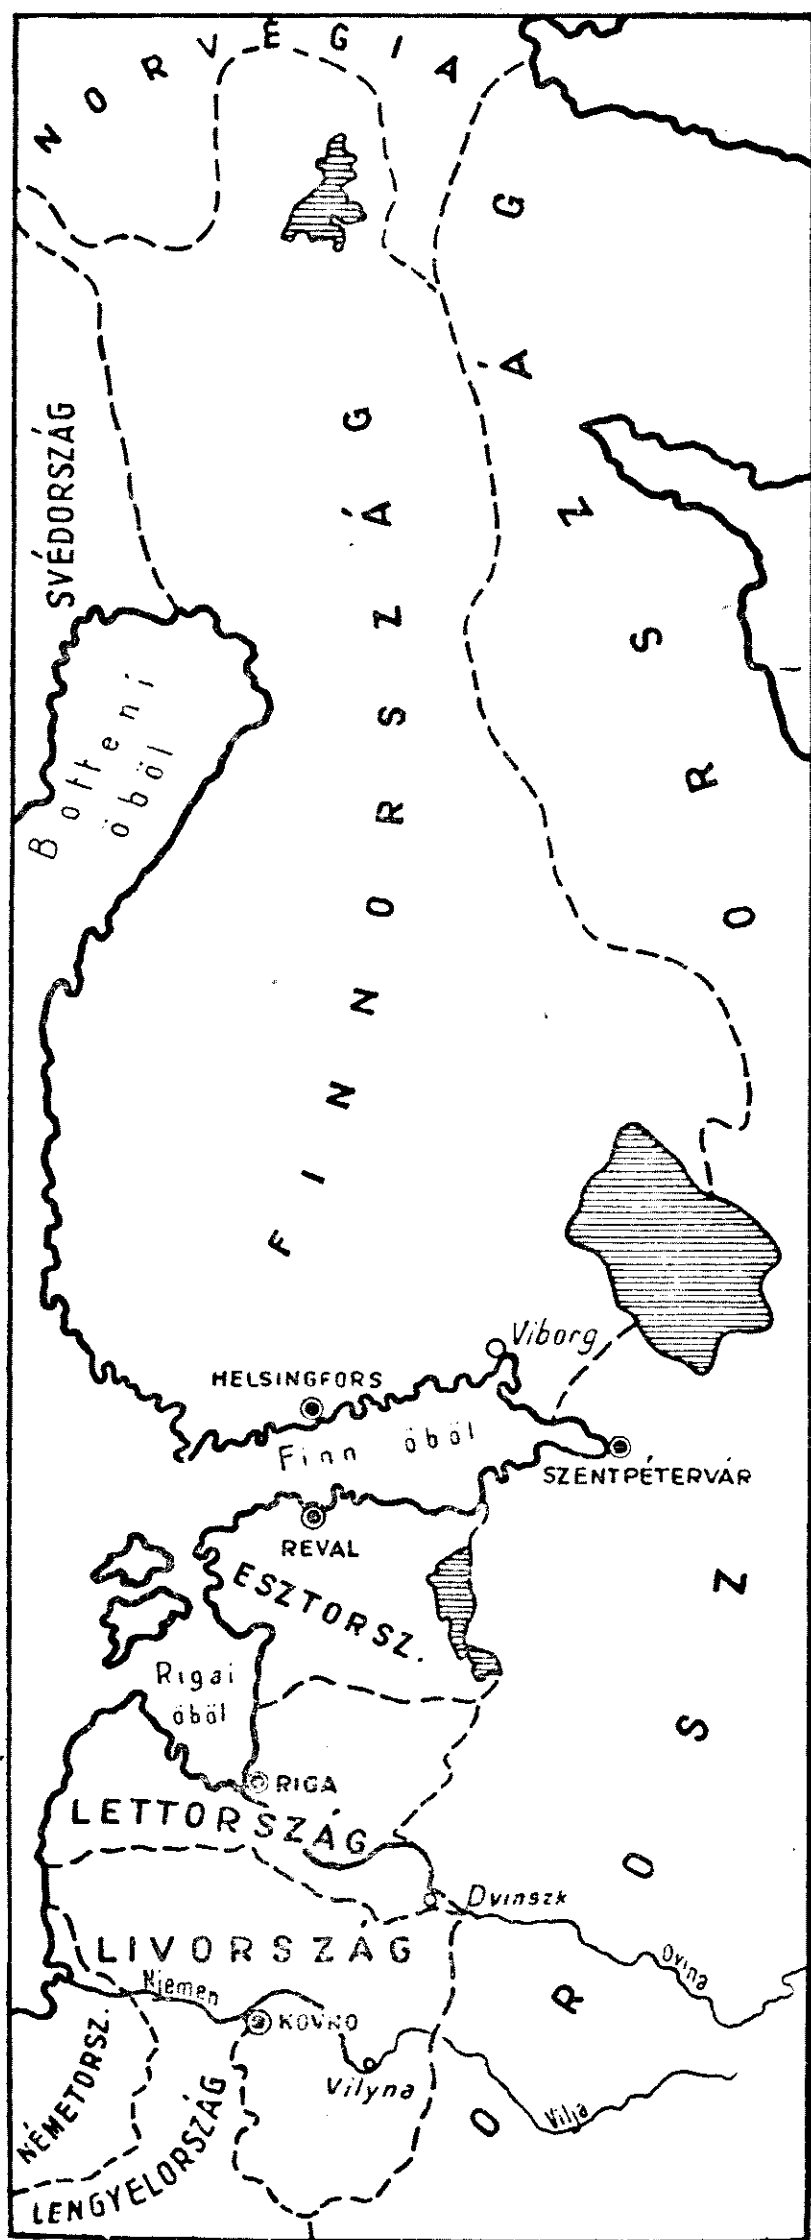 NORVÉGIA
SVÉDORSZÁG
Botteni
öböl
FINNORSZÁG
OROSZORSZÁG
Viborg
HELSINGFORS
Finn öböl
SZENTPÉTERVÁR
REVAL
ESZTORSZ.
Rigai
öböl
RIGA
LETTORSZÁG
Dvinszk
LIVORSZÁG
Dvina
Njemen
KOVNO
NÉMETORSZ.
Vilyna
Vilja
LENGYELORSZÁG